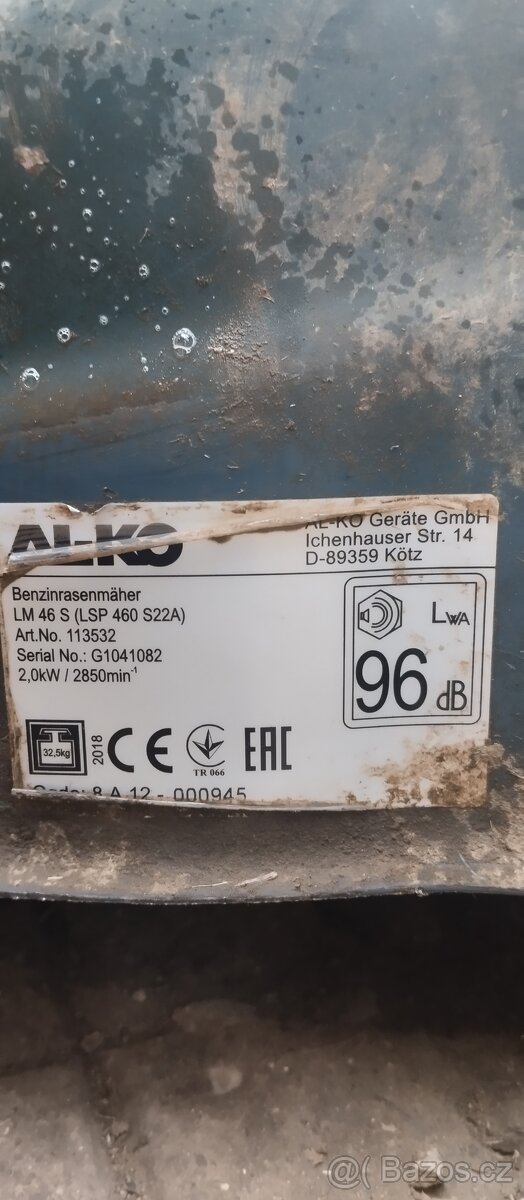 AL-KO
AL-KO Geräte GmbH
Ichenhauser Str. 14
D-89359 Kötz
Benzinrasenmäher
LM 46 S (LSP 460 S22A)
Art.No. 113532
Serial No.: G1041082
2,0kW / 2850min⁻¹
LWA
96 dB
32,5kg
2018
CE
TR 066
EAC
Code: 8 A 12 - 000945
@( Bazos.cz